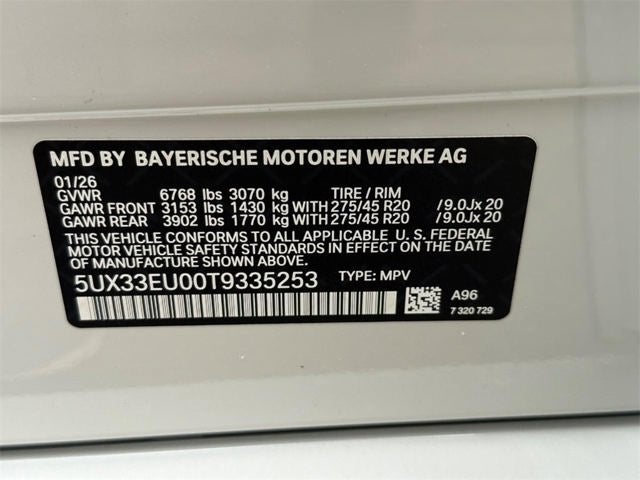 MFD BY BAYERISCHE MOTOREN WERKE AG
01/26
GVWR 6768 lbs 3070 kg TIRE / RIM
GAWR FRONT 3153 lbs 1430 kg WITH 275/45 R20 /9.0Jx 20
GAWR REAR 3902 lbs 1770 kg WITH 275/45 R20 /9.0Jx 20
THIS VEHICLE CONFORMS TO ALL APPLICABLE U. S. FEDERAL
MOTOR VEHICLE SAFETY STANDARDS IN EFFECT ON THE DATE
OF MANUFACTURE SHOWN ABOVE.
5UX33EU00T9335253 TYPE: MPV
A96
7 320 729